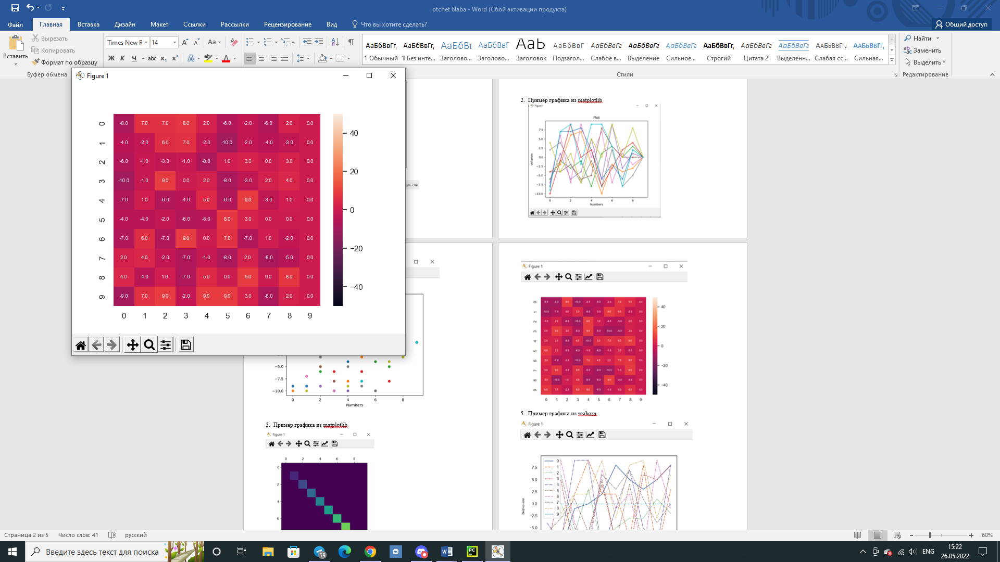 otchet 6laba - Word (Сбой активации продукта)
Файл Главная Вставка Дизайн Макет Ссылки Рассылки Рецензирование Вид Что вы хотите сделать? Общий доступ
Вставить
Вырезать
Копировать
Формат по образцу
Буфер обмена
Times New R 14
АаБбВвГг, АаБбВвГг, АаБбВв АаБбВвГ АаБ АаБбВвГ АаБбВвГг АаБбВвГг АаБбВвГг АаБбВвГг, АаБбВвГг АаБбВвГг ААБбВвГг, ААБбВвГг,
¶ Обычный ¶ Без инте... Заголово... Заголово... Заголовок Подзагол... Слабое в... Выделение Сильное... Строгий Цитата 2 Выделенн... Слабая сс... Сильная...
Стили
Найти
Заменить
Выделить
Редактирование
Figure 1
0 -8.0 7.0 7.0 8.0 2.0 -6.0 -2.0 -6.0 2.0 0.0
1 -4.0 -2.0 6.0 7.0 -2.0 -10.0 -2.0 -4.0 -3.0 0.0
2 -6.0 -1.0 -3.0 -1.0 -8.0 1.0 3.0 0.0 3.0 0.0
3 -10.0 -1.0 9.0 0.0 2.0 -8.0 -3.0 2.0 4.0 0.0
4 -7.0 1.0 -6.0 -4.0 5.0 -6.0 9.0 -3.0 1.0 0.0
5 -4.0 -4.0 -2.0 -6.0 -5.0 8.0 3.0 0.0 0.0 0.0
6 -7.0 6.0 -7.0 9.0 0.0 7.0 -7.0 1.0 -2.0 0.0
7 2.0 4.0 -2.0 -7.0 -1.0 -8.0 2.0 -8.0 -5.0 0.0
8 4.0 -4.0 1.0 -7.0 5.0 0.0 9.0 0.0 8.0 0.0
9 -9.0 7.0 9.0 -2.0 9.0 9.0 3.0 -8.0 2.0 0.0
0 1 2 3 4 5 6 7 8 9
40
20
0
−20
−40
y=-7.04
2. Пример графика из matplotlib
Figure 1
Plot
volumes
7.5
5.0
2.5
0.0
−2.5
−5.0
−7.5
−10.0
0 2 4 6 8
Numbers
−5.0
−7.5
−10.0
0 2 4 6 8
Numbers
3. Пример графика из matplotlib
Figure 1
0 2 4 6 8
0
2
4
6
Figure 1
0
1
2
3
4
5
6
7
8
9
0 1 2 3 4 5 6 7 8 9
40
20
0
−20
−40
5. Пример графика из seaborn
Figure 1
Значение
7.5
5.0
2.5
0.0
−2.5
−5.0
0
1
2
3
4
5
6
7
8
9
Страница 2 из 5 Число слов: 41 русский
60%
Введите здесь текст для поиска
59
ENG
15:22
26.05.2022